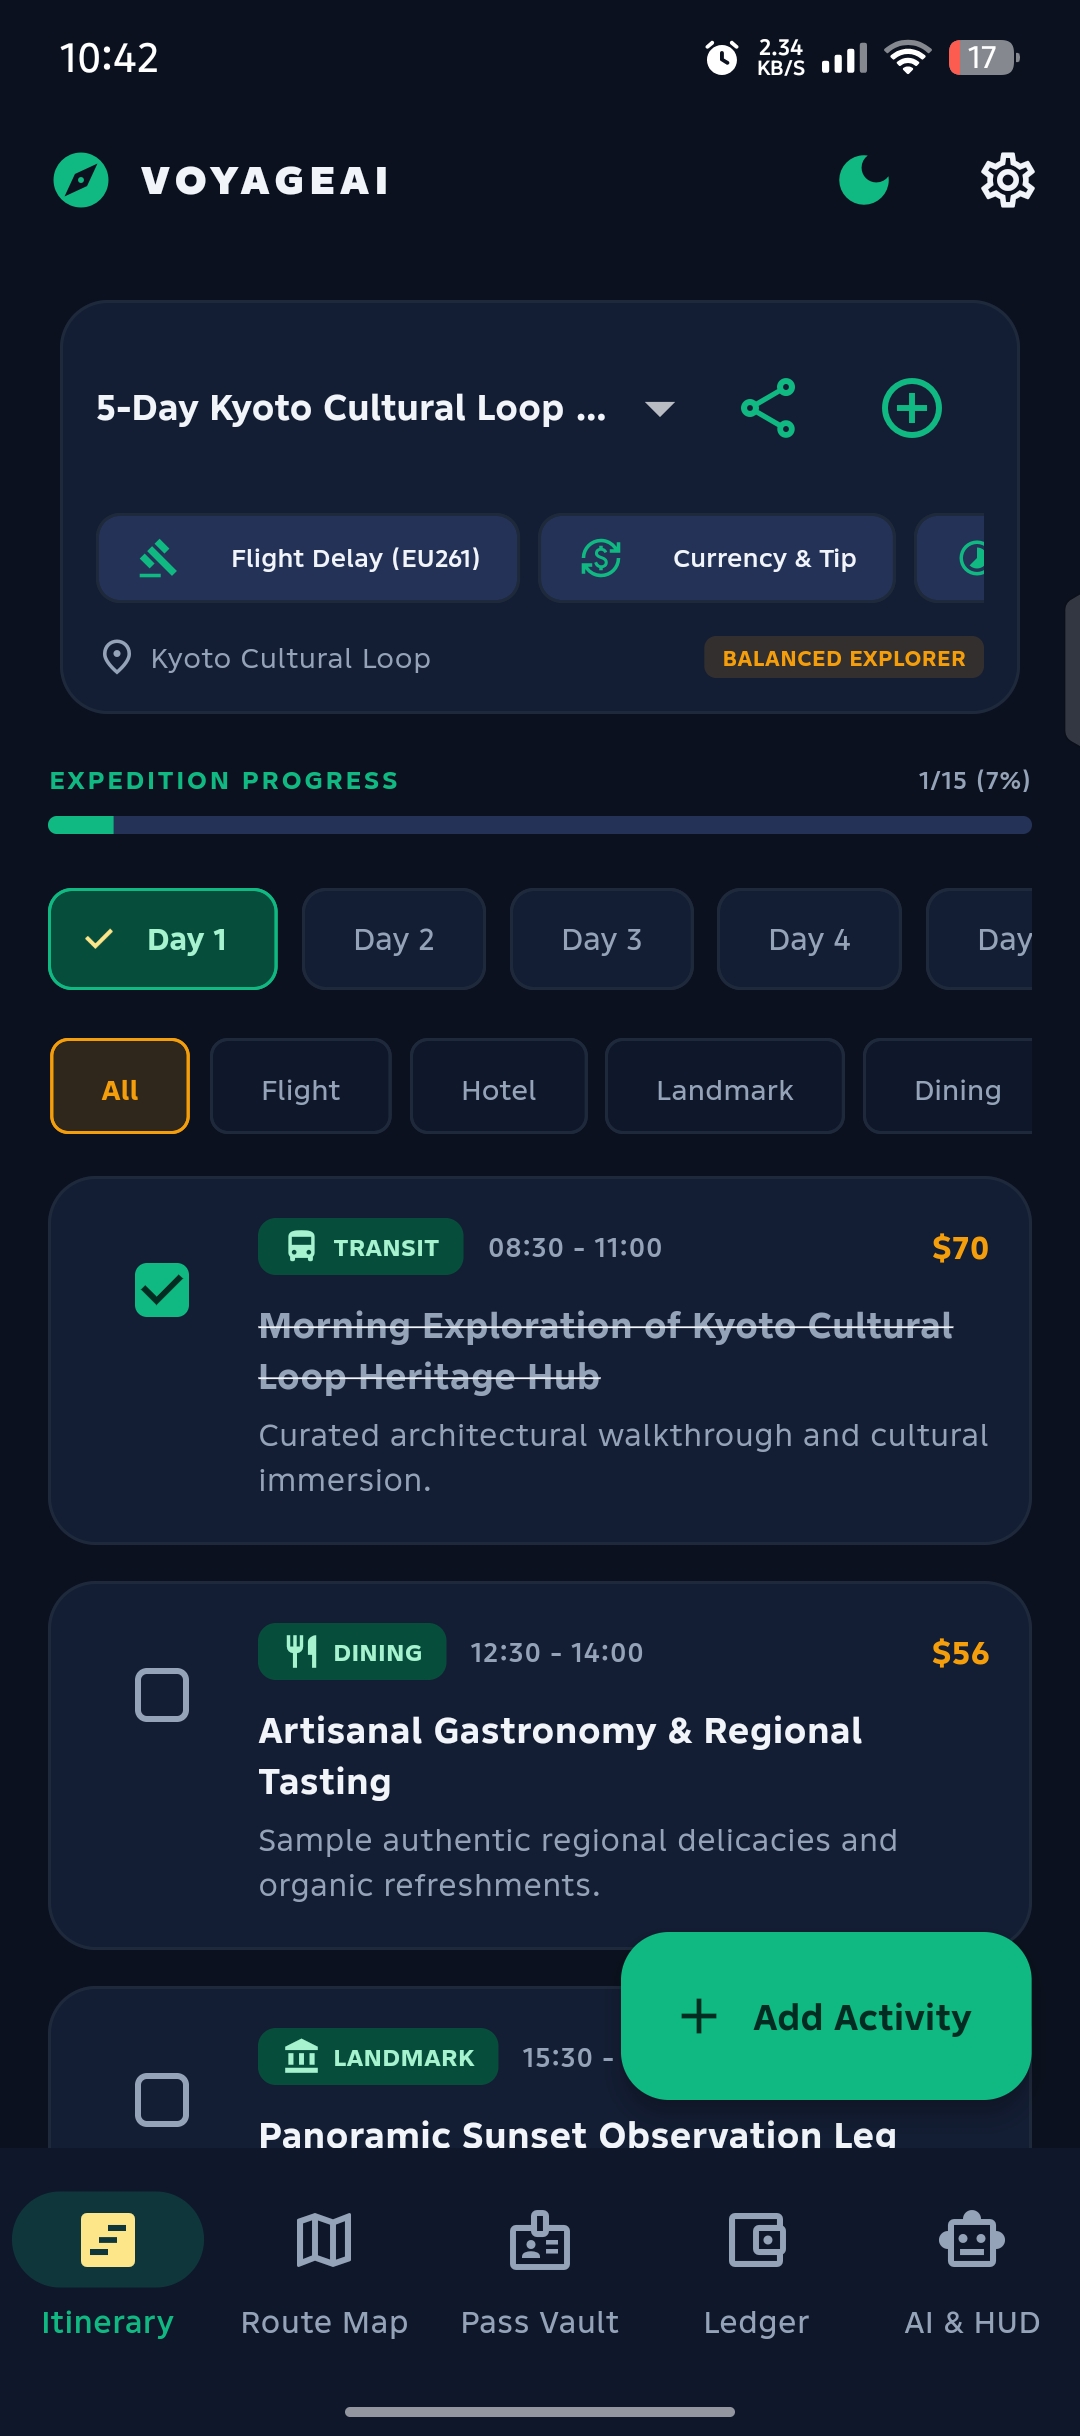 10:42
2.34
KB/S
17
VOYAGEAI
5-Day Kyoto Cultural Loop ...
Flight Delay (EU261)
Currency & Tip
Kyoto Cultural Loop
BALANCED EXPLORER
EXPEDITION PROGRESS
1/15 (7%)
Day 1
Day 2
Day 3
Day 4
Day
All
Flight
Hotel
Landmark
Dining
TRANSIT
08:30 - 11:00
$70
Morning Exploration of Kyoto Cultural
Loop Heritage Hub
Curated architectural walkthrough and cultural
immersion.
DINING
12:30 - 14:00
$56
Artisanal Gastronomy & Regional
Tasting
Sample authentic regional delicacies and
organic refreshments.
Add Activity
LANDMARK
15:30 -
Panoramic Sunset Observation Leg
Itinerary
Route Map
Pass Vault
Ledger
AI & HUD